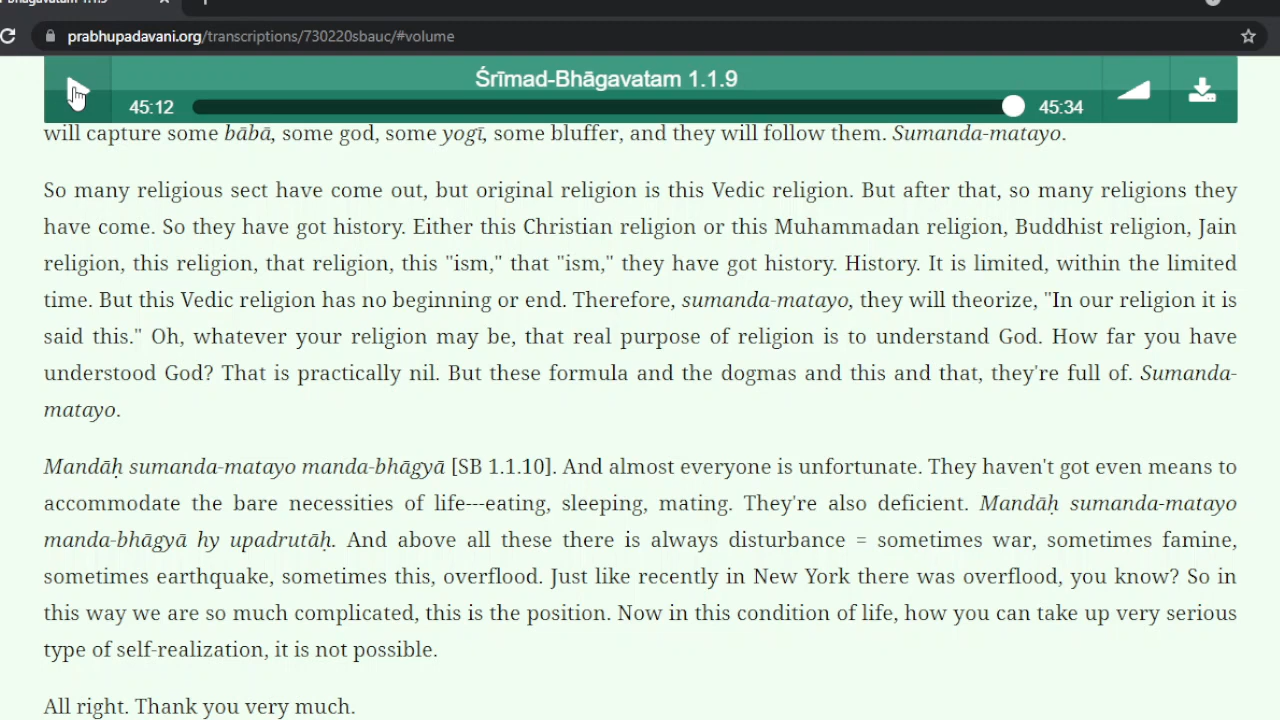 prabhupadavani.org/transcriptions/730220sbauc/#volume
Śrīmad-Bhāgavatam 1.1.9
45:12
45:34
will capture some bābā, some god, some yogī, some bluffer, and they will follow them. Sumanda-matayo.
So many religious sect have come out, but original religion is this Vedic religion. But after that, so many religions they
have come. So they have got history. Either this Christian religion or this Muhammadan religion, Buddhist religion, Jain
religion, this religion, that religion, this "ism," that "ism," they have got history. History. It is limited, within the limited
time. But this Vedic religion has no beginning or end. Therefore, sumanda-matayo, they will theorize, "In our religion it is
said this." Oh, whatever your religion may be, that real purpose of religion is to understand God. How far you have
understood God? That is practically nil. But these formula and the dogmas and this and that, they're full of. Sumanda-
matayo.
Mandāḥ sumanda-matayo manda-bhāgyā [SB 1.1.10]. And almost everyone is unfortunate. They haven't got even means to
accommodate the bare necessities of life---eating, sleeping, mating. They're also deficient. Mandāḥ sumanda-matayo
manda-bhāgyā hy upadrutāḥ. And above all these there is always disturbance = sometimes war, sometimes famine,
sometimes earthquake, sometimes this, overflood. Just like recently in New York there was overflood, you know? So in
this way we are so much complicated, this is the position. Now in this condition of life, how you can take up very serious
type of self-realization, it is not possible.
All right. Thank you very much.